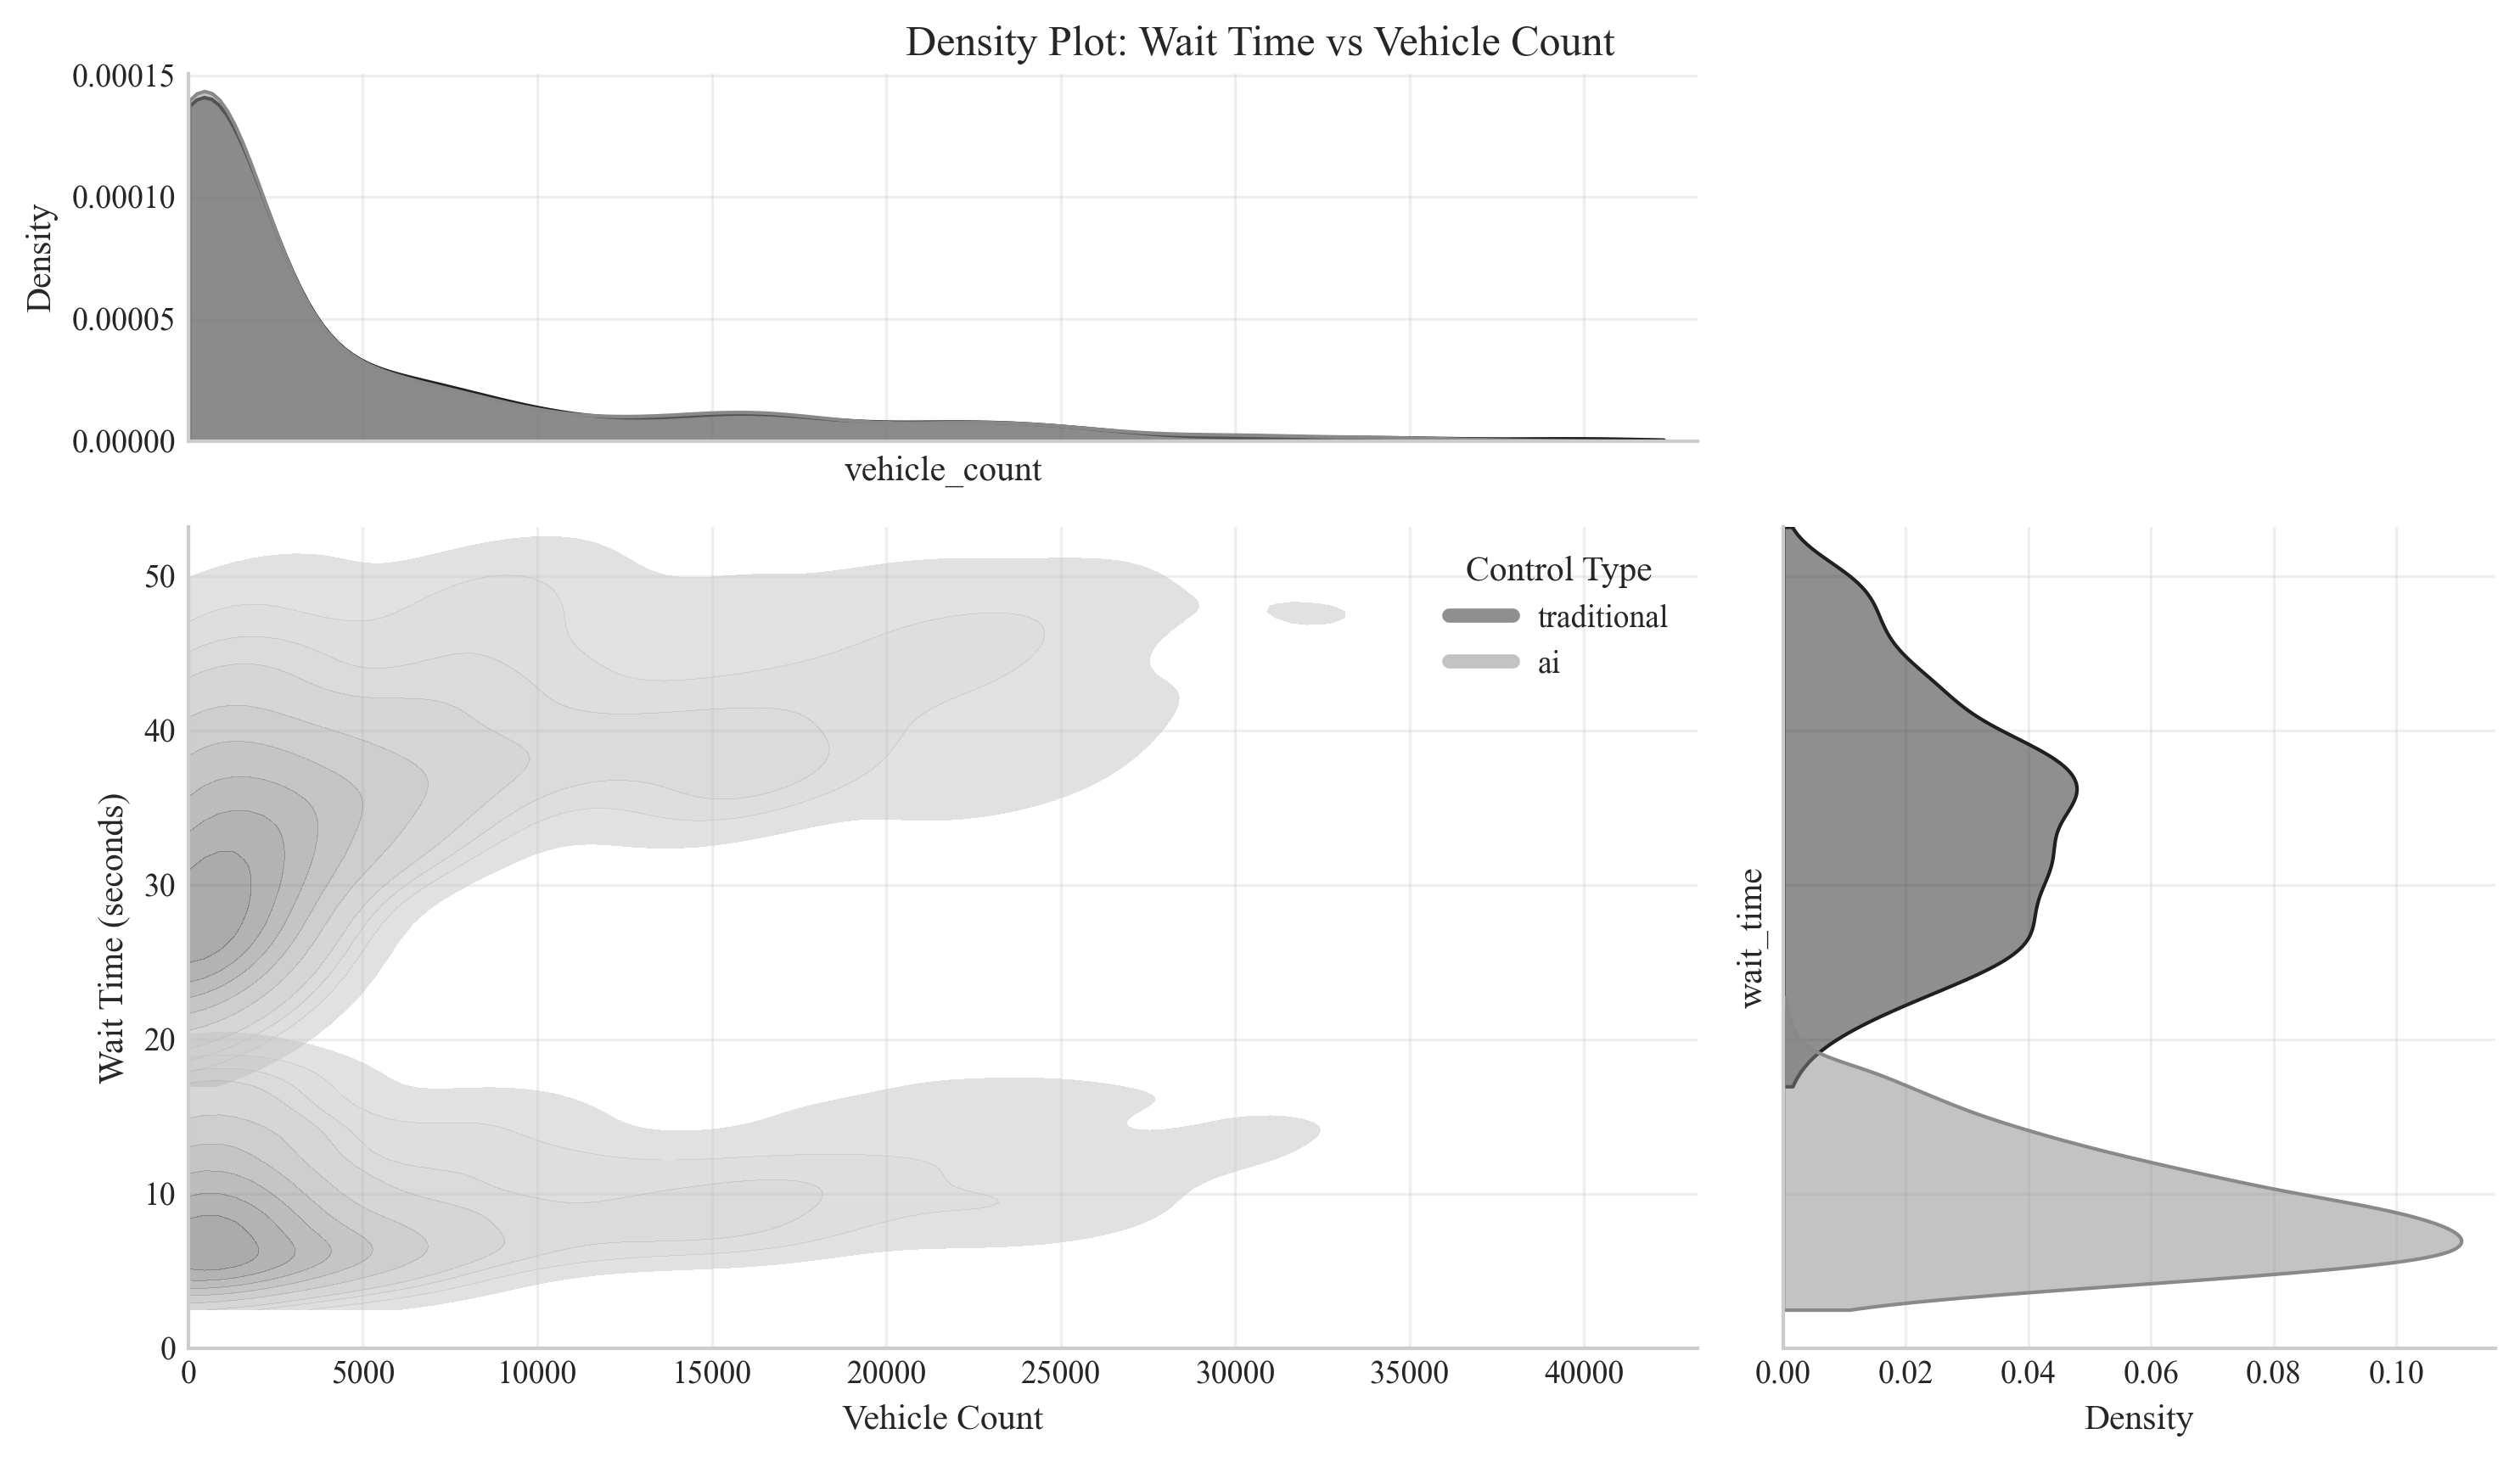 Density Plot: Wait Time vs Vehicle Count
Density
0.00015
0.00010
0.00005
0.00000
vehicle_count
Wait Time (seconds)
50
40
30
20
10
0
0 5000 10000 15000 20000 25000 30000 35000 40000
Vehicle Count
Control Type
traditional
ai
wait_time
0.00 0.02 0.04 0.06 0.08 0.10
Density